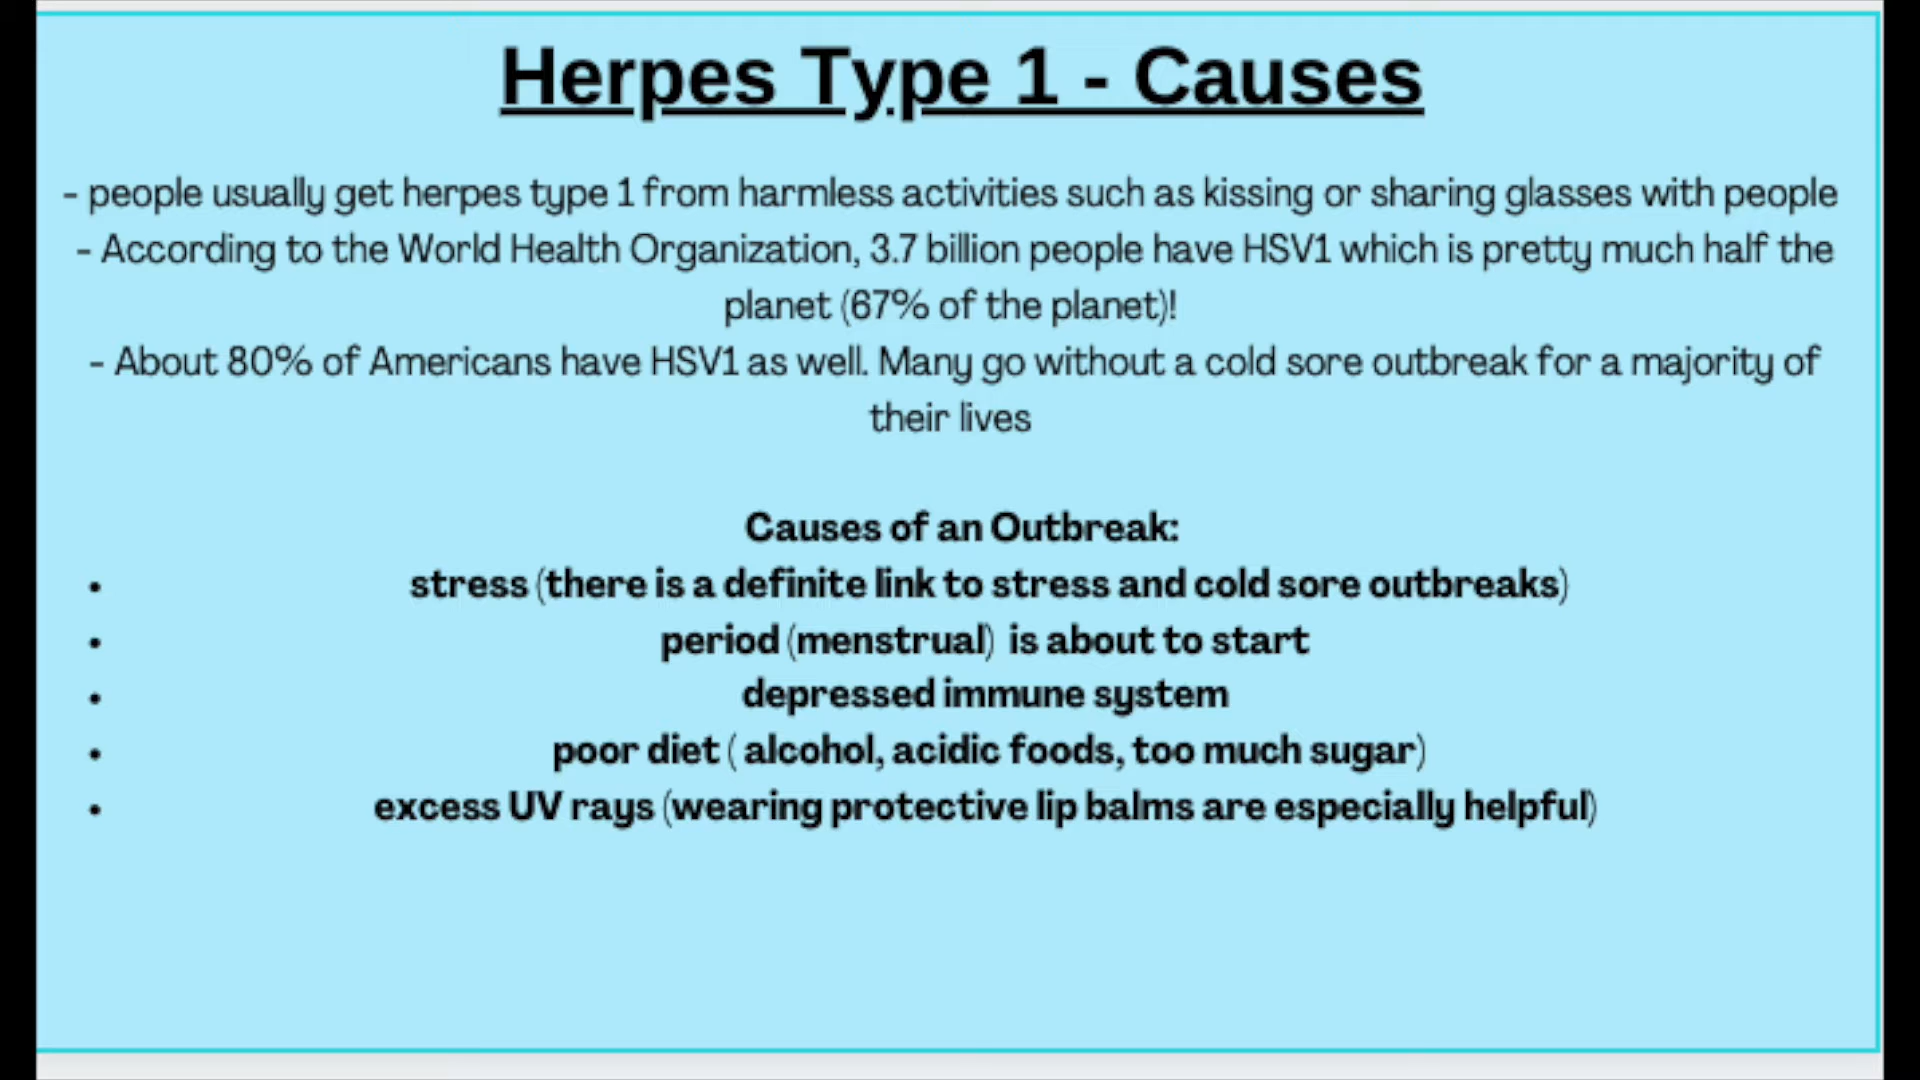 Herpes Type 1 - Causes
- people usually get herpes type 1 from harmless activities such as kissing or sharing glasses with people
- According to the World Health Organization, 3.7 billion people have HSV1 which is pretty much half the
planet (67% of the planet)!
- About 80% of Americans have HSV1 as well. Many go without a cold sore outbreak for a majority of
their lives
Causes of an Outbreak:
• stress (there is a definite link to stress and cold sore outbreaks)
• period (menstrual) is about to start
• depressed immune system
• poor diet ( alcohol, acidic foods, too much sugar)
• excess UV rays (wearing protective lip balms are especially helpful)